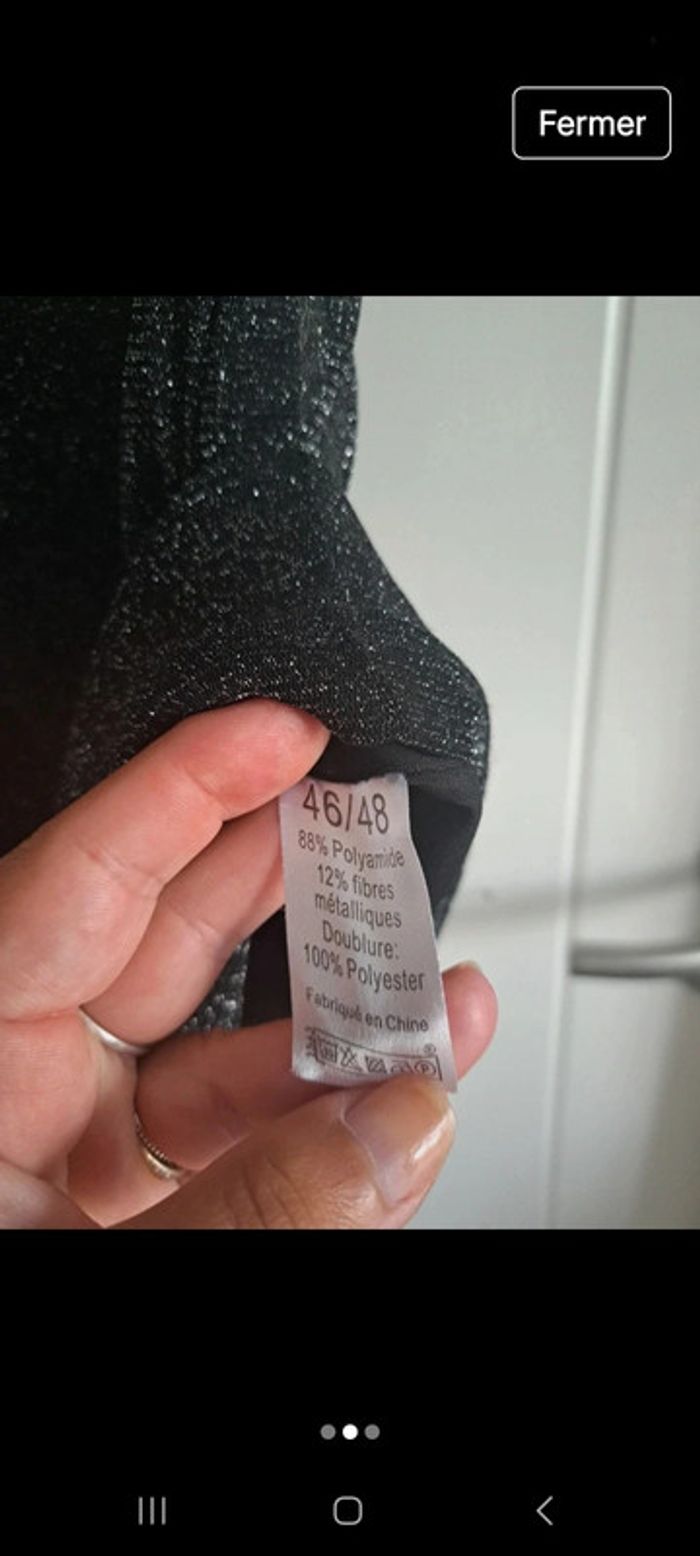 Fermer
46/48
88% Polyamide
12% fibres
métalliques
Doublure:
100% Polyester
Fabriqué en Chine